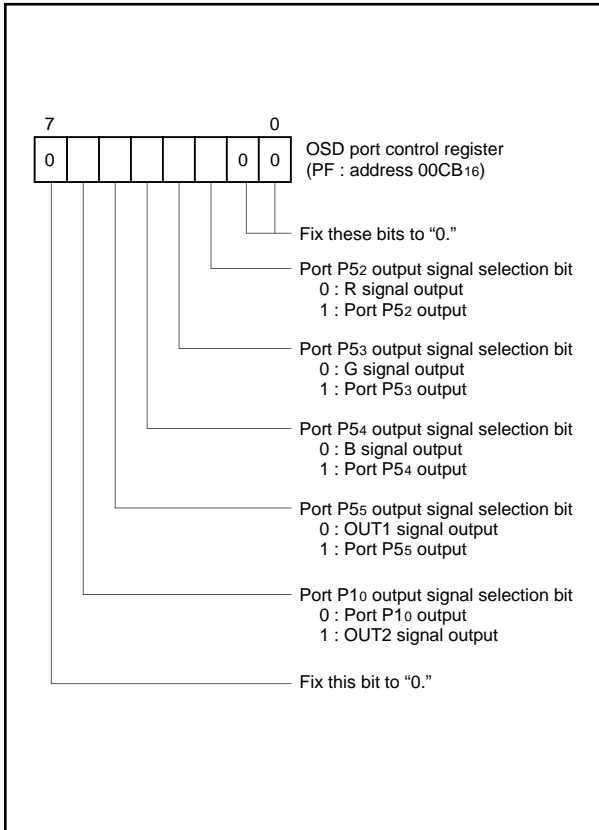 7 0
0 0 0
OSD port control register
(PF : address 00CB16)
Fix these bits to “0.”
Port P52 output signal selection bit
0 : R signal output
1 : Port P52 output
Port P53 output signal selection bit
0 : G signal output
1 : Port P53 output
Port P54 output signal selection bit
0 : B signal output
1 : Port P54 output
Port P55 output signal selection bit
0 : OUT1 signal output
1 : Port P55 output
Port P10 output signal selection bit
0 : Port P10 output
1 : OUT2 signal output
Fix this bit to “0.”